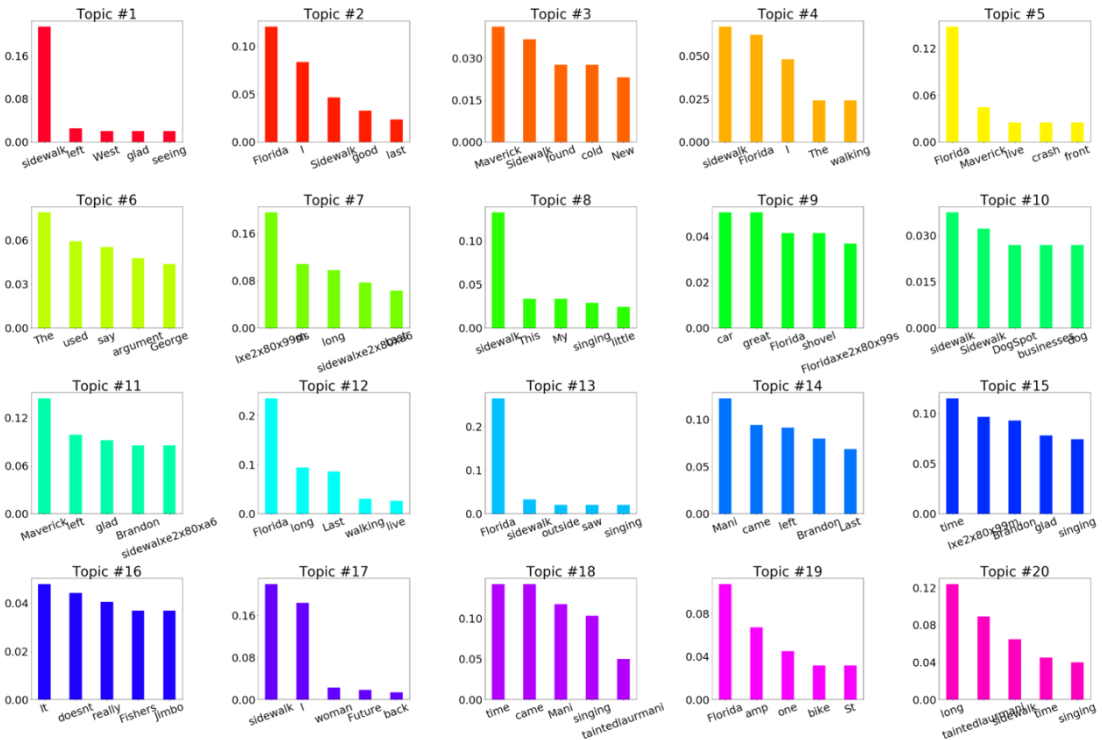 Topic #1 Topic #2 Topic #3 Topic #4 Topic #5
0.16 0.08 0.00
0.10 0.05 0.00
0.030 0.015 0.000
0.050 0.025 0.000
0.12 0.06 0.00
sidewalk left West glad seeing
Florida I Sidewalk good last
Maverick Sidewalk found cold New
sidewalk Florida I The walking
Florida Maverick live crash front
Topic #6 Topic #7 Topic #8 Topic #9 Topic #10
0.06 0.03 0.00
0.16 0.08 0.00
0.10 0.05 0.00
0.04 0.02 0.00
0.030 0.015 0.000
The used say argument George
long
sidewalk This My singing little
car great Florida shovel Floridaxe2x80x99s
sidewalk Sidewalk DogSpot businesses dog
Topic #11 Topic #12 Topic #13 Topic #14 Topic #15
0.12 0.06 0.00
0.2 0.1 0.0
0.2 0.1 0.0
0.10 0.05 0.00
0.10 0.05 0.00
Maverick left glad Brandon sidewalxe2x80xa6
Florida long Last walking live
Florida sidewalk outside saw singing
Mani came left Brandon Last
time Ixe2x80x99m Brandon glad singing
Topic #16 Topic #17 Topic #18 Topic #19 Topic #20
0.04 0.02 0.00
0.16 0.08 0.00
0.10 0.05 0.00
0.08 0.04 0.00
0.12 0.08 0.04 0.00
It doesnt really Fishers Jimbo
sidewalk I woman Future back
time came Mani singing taintedlaurmani
Florida amp one bike St
long taintedlaurmani sidewalk time singing